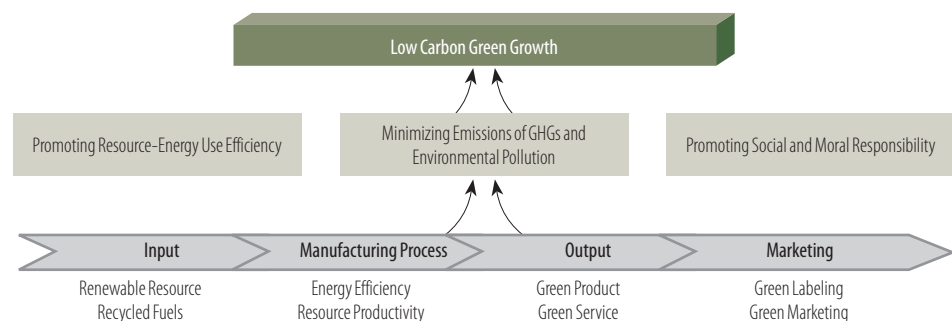 Low Carbon Green Growth
Promoting Resource-Energy Use Efficiency
Minimizing Emissions of GHGs and
Environmental Pollution
Promoting Social and Moral Responsibility
Input
Manufacturing Process
Output
Marketing
Renewable Resource
Recycled Fuels
Energy Efficiency
Resource Productivity
Green Product
Green Service
Green Labeling
Green Marketing